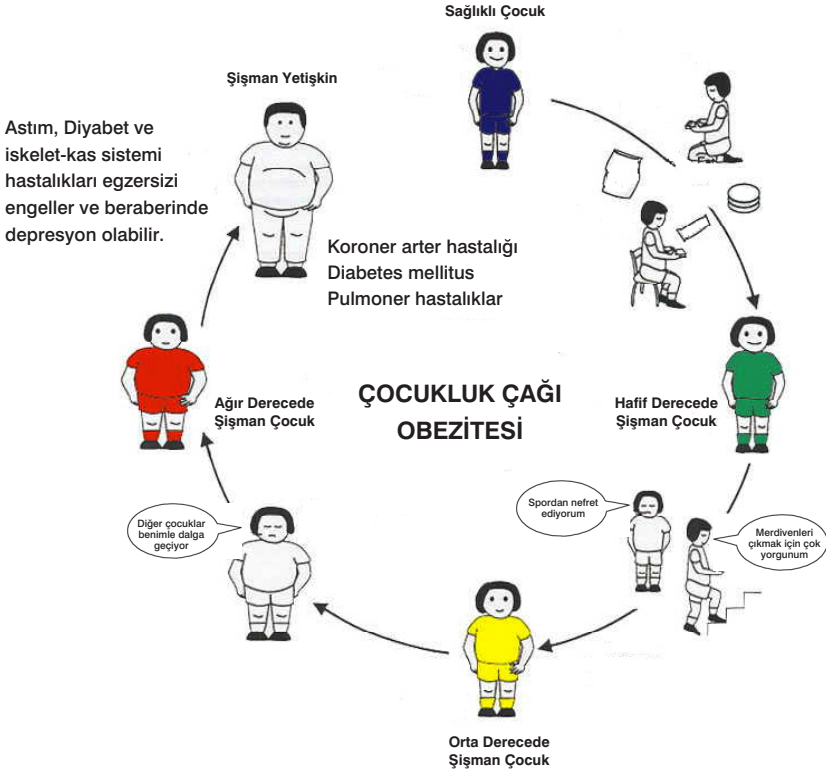 Sağlıklı Çocuk
Şişman Yetişkin
Astım, Diyabet ve
iskelet-kas sistemi
hastalıkları egzersizi
engeller ve beraberinde
depresyon olabilir.
Koroner arter hastalığı
Diabetes mellitus
Pulmoner hastalıklar
ÇOCUKLUK ÇAĞI
OBEZİTESİ
Ağır Derecede
Şişman Çocuk
Hafif Derecede
Şişman Çocuk
Diğer çocuklar
benimle dalga
geçiyor
Spordan nefret
ediyorum
Merdivenleri
çıkmak için çok
yorgunum
Orta Derecede
Şişman Çocuk